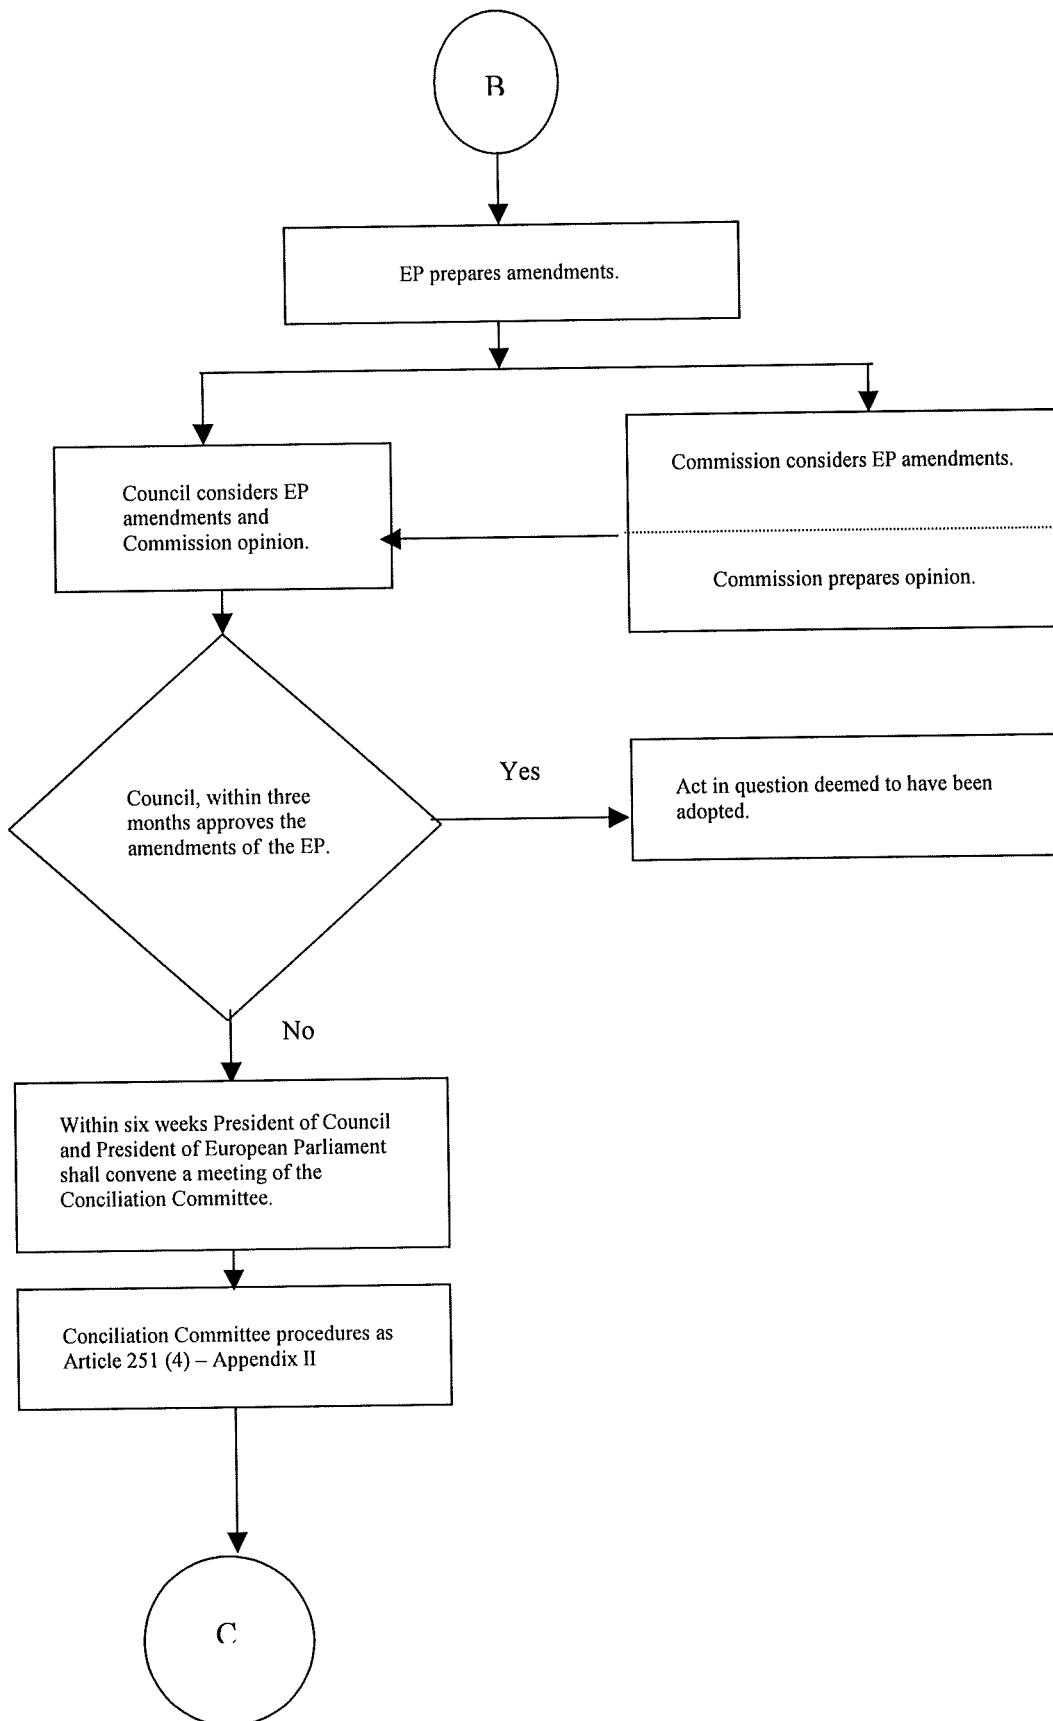 B
EP prepares amendments.
Commission considers EP amendments.
Commission prepares opinion.
Council considers EP
amendments and
Commission opinion.
Council, within three
months approves the
amendments of the EP.
Yes
Act in question deemed to have been
adopted.
No
Within six weeks President of Council
and President of European Parliament
shall convene a meeting of the
Conciliation Committee.
Conciliation Committee procedures as
Article 251 (4) – Appendix II
C